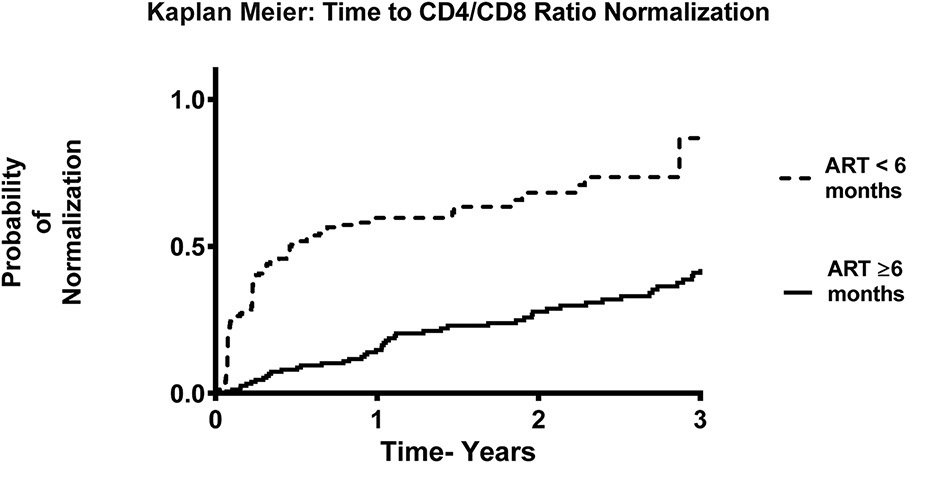 Kaplan Meier: Time to CD4/CD8 Ratio Normalization
Probability
of
Normalization
1.0
0.5
0.0
0
1
2
3
Time- Years
ART < 6
months
ART ≥6
months